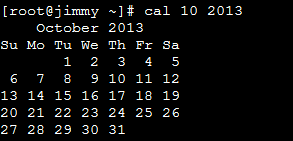 [root@jimmy ~]# cal 10 2013
    October 2013
Su Mo Tu We Th Fr Sa
       1  2  3  4  5
 6  7  8  9 10 11 12
13 14 15 16 17 18 19
20 21 22 23 24 25 26
27 28 29 30 31